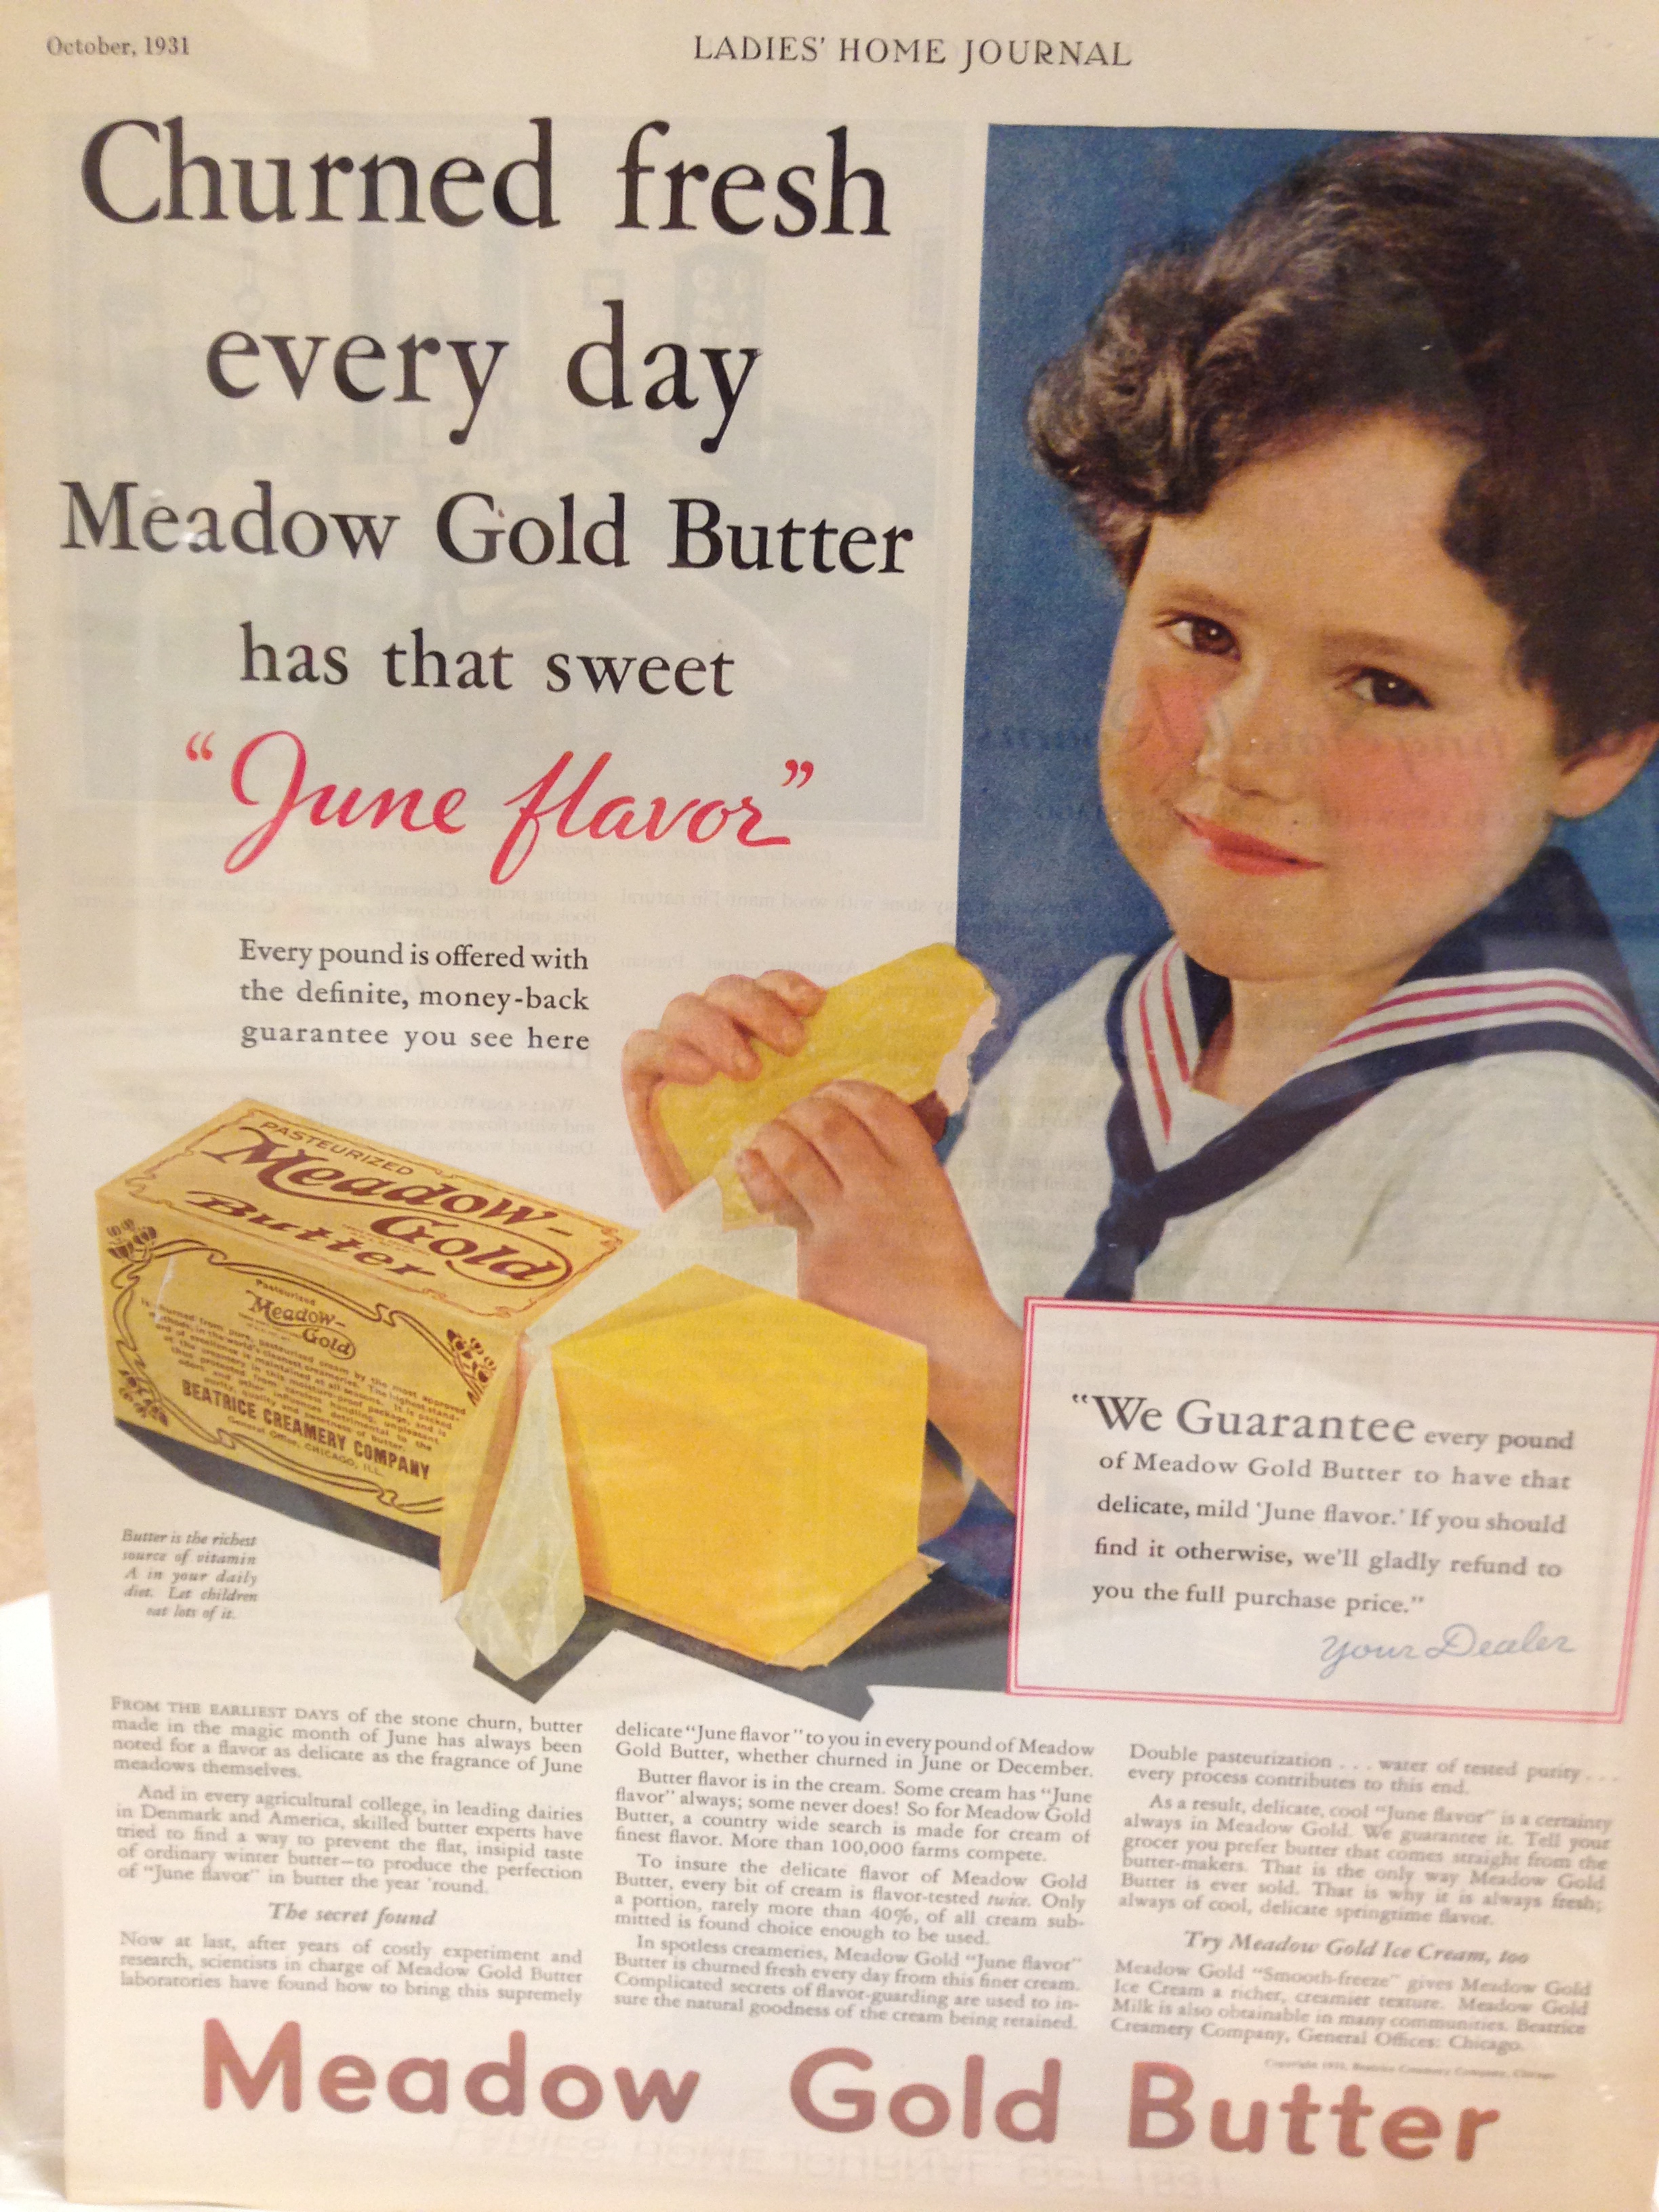 October, 1931
LADIES' HOME JOURNAL
Churned fresh
every day
Meadow Gold Butter
has that sweet
"June flavor"
Every pound is offered with
the definite, money-back
guarantee you see here
PASTEURIZED
Meadow-
Gold
Butter
Pasteurized
Meadow-
Gold
BEATRICE CREAMERY COMPANY
General Office, CHICAGO, ILL.
Butter is the richest
source of vitamin
A in your daily
diet. Let children
eat lots of it.
"We Guarantee every pound
of Meadow Gold Butter to have that
delicate, mild 'June flavor.' If you should
find it otherwise, we'll gladly refund to
you the full purchase price."
Your Dealer
FROM THE EARLIEST DAYS of the stone churn, butter
made in the magic month of June has always been
noted for a flavor as delicate as the fragrance of June
meadows themselves.
And in every agricultural college, in leading dairies
in Denmark and America, skilled butter experts have
tried to find a way to prevent the flat, insipid taste
of ordinary winter butter—to produce the perfection
of "June flavor" in butter the year 'round.
The secret found
Now at last, after years of costly experiment and
research, scientists in charge of Meadow Gold Butter
laboratories have found how to bring this supremely
delicate "June flavor" to you in every pound of Meadow
Gold Butter, whether churned in June or December.
Butter flavor is in the cream. Some cream has "June
flavor" always; some never does! So for Meadow Gold
Butter, a country wide search is made for cream of
finest flavor. More than 100,000 farms compete.
To insure the delicate flavor of Meadow Gold
Butter, every bit of cream is flavor-tested twice. Only
a portion, rarely more than 40%, of all cream sub-
mitted is found choice enough to be used.
In spotless creameries, Meadow Gold "June flavor"
Butter is churned fresh every day from this finer cream.
Complicated secrets of flavor-guarding are used to in-
sure the natural goodness of the cream being retained.
Double pasteurization . . . water of tested purity . . .
every process contributes to this end.
As a result, delicate, cool "June flavor" is a certainty
always in Meadow Gold. We guarantee it. Tell your
grocer you prefer butter that comes straight from the
butter-makers. That is the only way Meadow Gold
Butter is ever sold. That is why it is always fresh;
always of cool, delicate springtime flavor.
Try Meadow Gold Ice Cream, too
Meadow Gold "Smooth-freeze" gives Meadow Gold
Ice Cream a richer, creamier texture. Meadow Gold
Milk is also obtainable in many communities. Beatrice
Creamery Company, General Offices: Chicago.
Copyright 1931, Beatrice Creamery Company, Chicago
Meadow Gold Butter